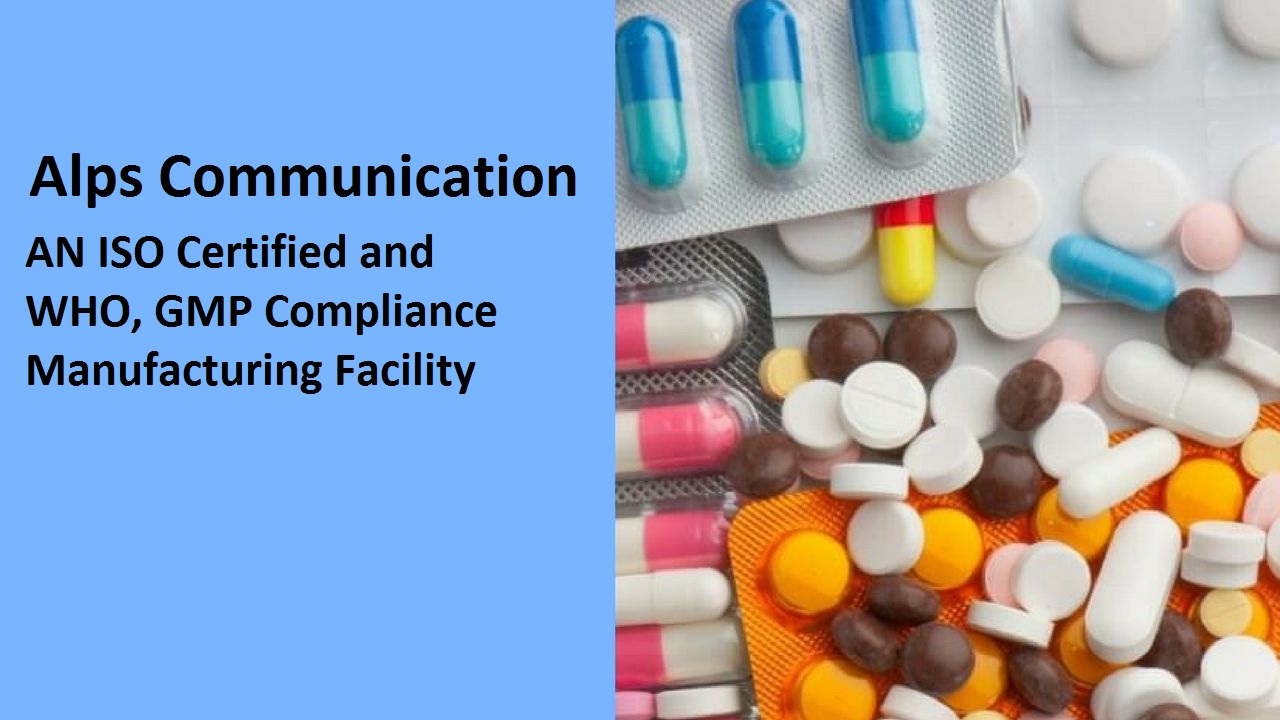 Alps Communication
AN ISO Certified and
WHO, GMP Compliance
Manufacturing Facility